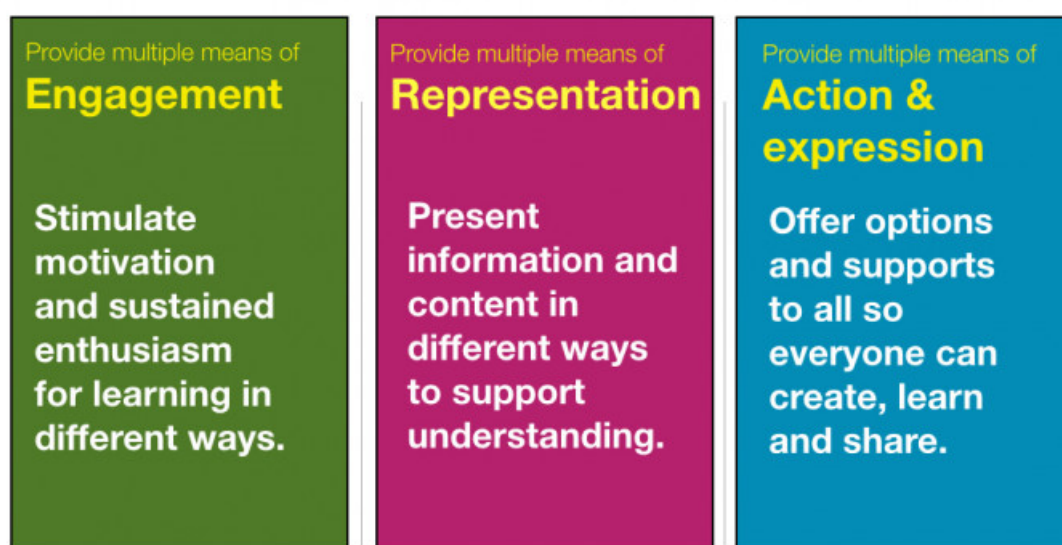 Provide multiple means of
Engagement
Stimulate
motivation
and sustained
enthusiasm
for learning in
different ways.
Provide multiple means of
Representation
Present
information and
content in
different ways
to support
understanding.
Provide multiple means of
Action &
expression
Offer options
and supports
to all so
everyone can
create, learn
and share.